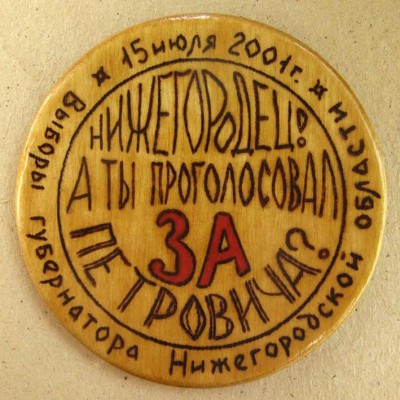 ¤ 15 июля 2001г. ¤
Выборы губернатора Нижегородской области
НИЖЕГОРОДЕЦ!
А ТЫ ПРОГОЛОСОВАЛ
ЗА
ПЕТРОВИЧА?